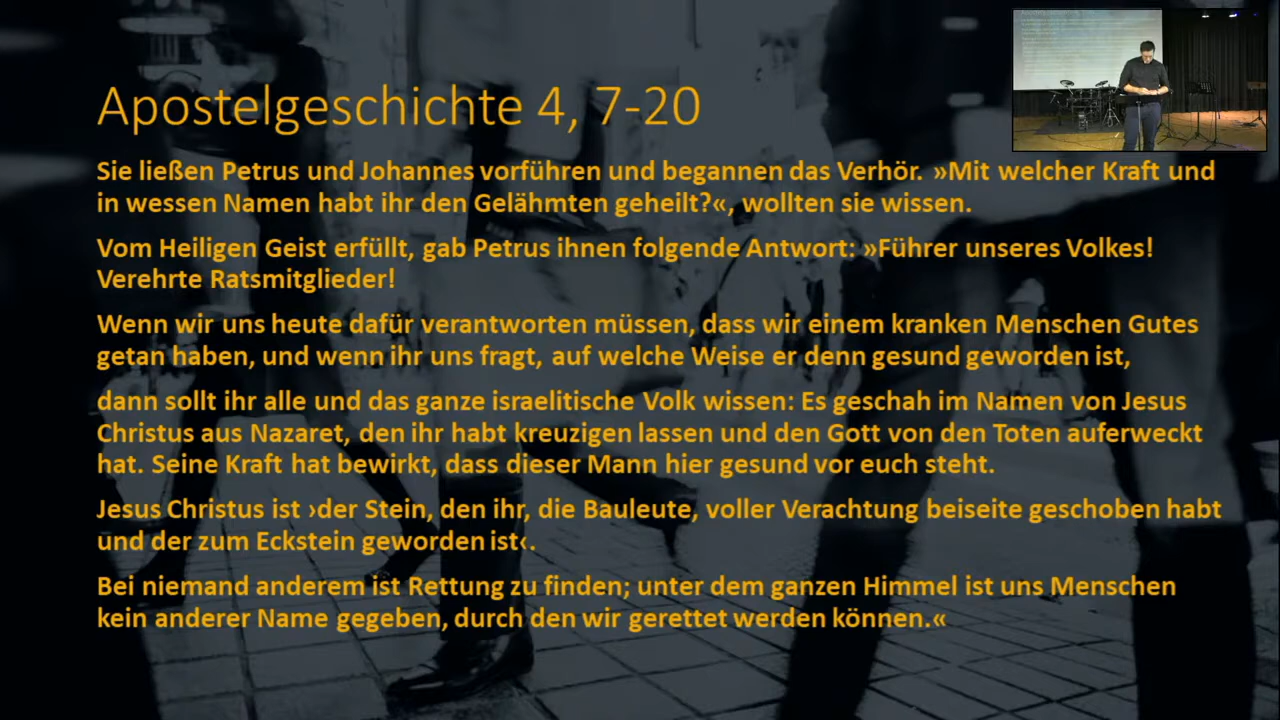 Apostelgeschichte 4, 7-20
Sie ließen Petrus und Johannes vorführen und begannen das Verhör. »Mit welcher Kraft und
in wessen Namen habt ihr den Gelähmten geheilt?«, wollten sie wissen.
Vom Heiligen Geist erfüllt, gab Petrus ihnen folgende Antwort: »Führer unseres Volkes!
Verehrte Ratsmitglieder!
Wenn wir uns heute dafür verantworten müssen, dass wir einem kranken Menschen Gutes
getan haben, und wenn ihr uns fragt, auf welche Weise er denn gesund geworden ist,
dann sollt ihr alle und das ganze israelitische Volk wissen: Es geschah im Namen von Jesus
Christus aus Nazaret, den ihr habt kreuzigen lassen und den Gott von den Toten auferweckt
hat. Seine Kraft hat bewirkt, dass dieser Mann hier gesund vor euch steht.
Jesus Christus ist ›der Stein, den ihr, die Bauleute, voller Verachtung beiseite geschoben habt
und der zum Eckstein geworden ist‹.
Bei niemand anderem ist Rettung zu finden; unter dem ganzen Himmel ist uns Menschen
kein anderer Name gegeben, durch den wir gerettet werden können.«